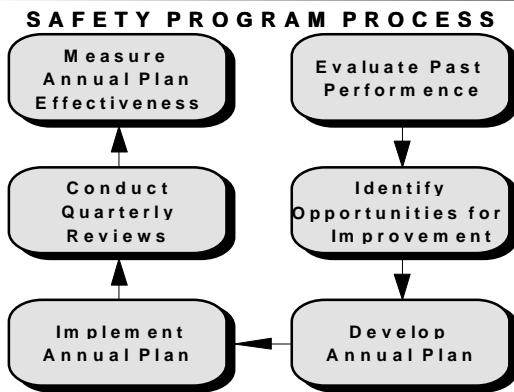 SAFETY PROGRAM PROCESS
Measure
Annual Plan
Effectiveness
Evaluate Past
Performence
Conduct
Quarterly
Reviews
Identify
Opportunities for
Improvement
Implement
Annual Plan
Develop
Annual Plan